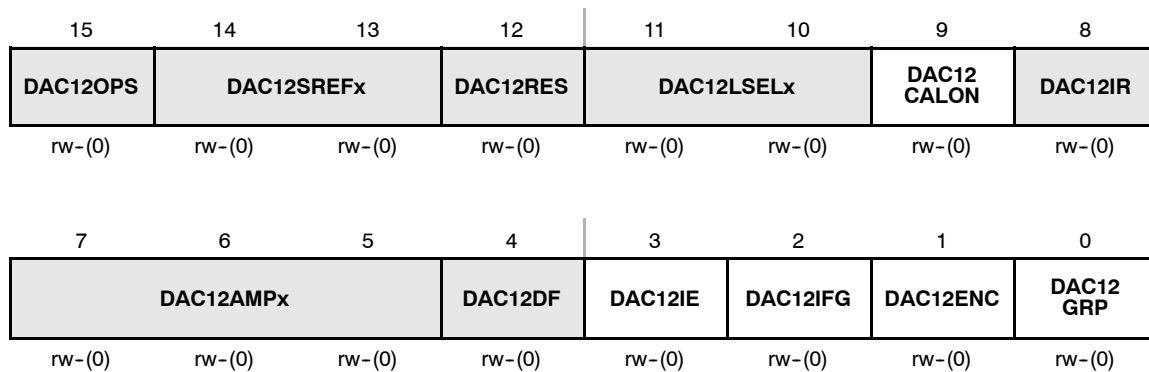 15 14 13 12 11 10 9 8
DAC12OPS DAC12SREFx DAC12RES DAC12LSELx DAC12 CALON DAC12IR
rw-(0) rw-(0) rw-(0) rw-(0) rw-(0) rw-(0) rw-(0) rw-(0)
7 6 5 4 3 2 1 0
DAC12AMPx DAC12DF DAC12IE DAC12IFG DAC12ENC DAC12 GRP
rw-(0) rw-(0) rw-(0) rw-(0) rw-(0) rw-(0) rw-(0) rw-(0)